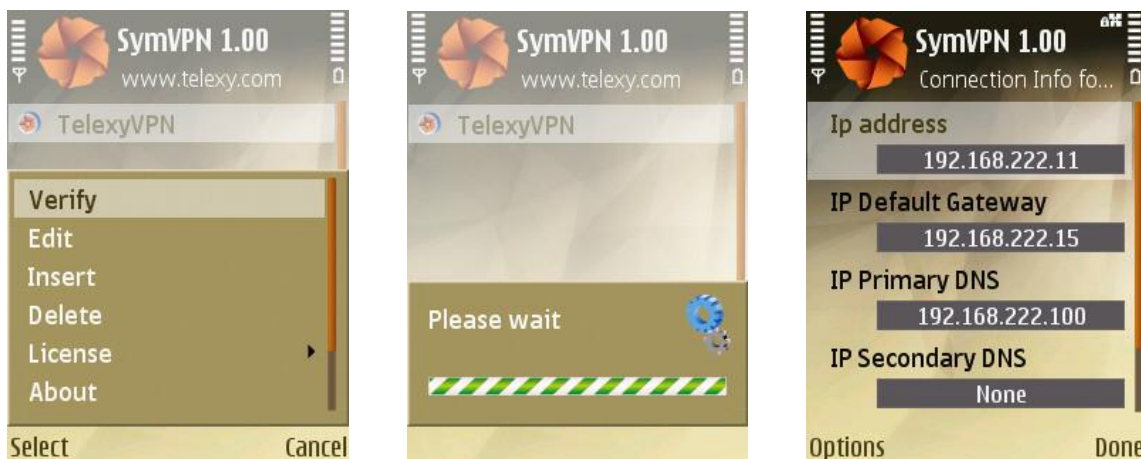 SymVPN 1.00
www.telexy.com
TelexyVPN
Verify
Edit
Insert
Delete
License
About
Select Cancel
SymVPN 1.00
www.telexy.com
TelexyVPN
Please wait
SymVPN 1.00
Connection Info fo...
Ip address
192.168.222.11
IP Default Gateway
192.168.222.15
IP Primary DNS
192.168.222.100
IP Secondary DNS
None
Options Done